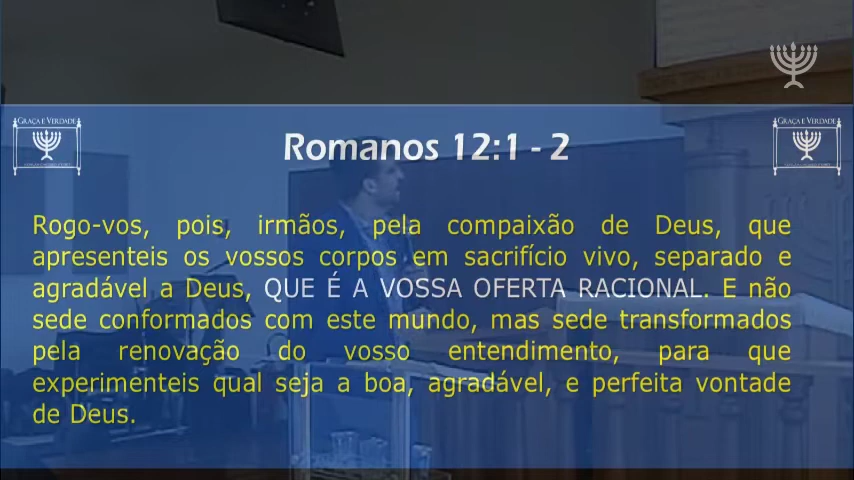 GRAÇA E VERDADE
GRAÇA E VERDADE
Romanos 12:1 - 2
Rogo-vos, pois, irmãos, pela compaixão de Deus, que
apresenteis os vossos corpos em sacrifício vivo, separado e
agradável a Deus, QUE É A VOSSA OFERTA RACIONAL. E não
sede conformados com este mundo, mas sede transformados
pela renovação do vosso entendimento, para que
experimenteis qual seja a boa, agradável, e perfeita vontade
de Deus.